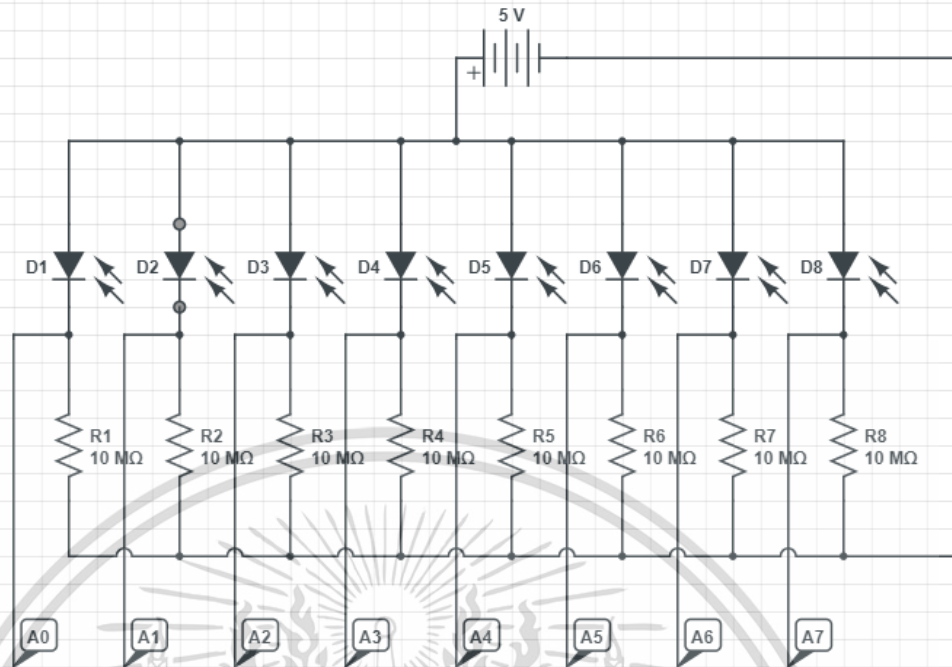 5 V
+
D1
D2
D3
D4
D5
D6
D7
D8
R1
10 MΩ
R2
10 MΩ
R3
10 MΩ
R4
10 MΩ
R5
10 MΩ
R6
10 MΩ
R7
10 MΩ
R8
10 MΩ
A0
A1
A2
A3
A4
A5
A6
A7